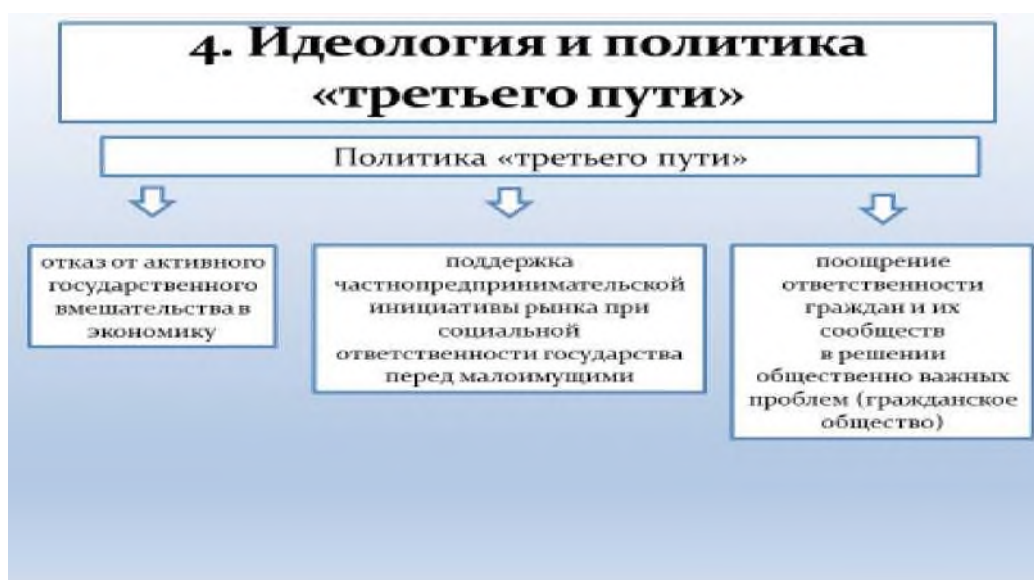 4. Идеология и политика
«третьего пути»
Политика «третьего пути»
отказ от активного
государственного
вмешательства в
экономику
поддержка
частнопредпринимательской
инициативы рынка при
социальной
ответственности государства
перед малоимущими
поощрение
ответственности
граждан и их
сообществ
в решении
общественно важных
проблем (гражданское
общество)